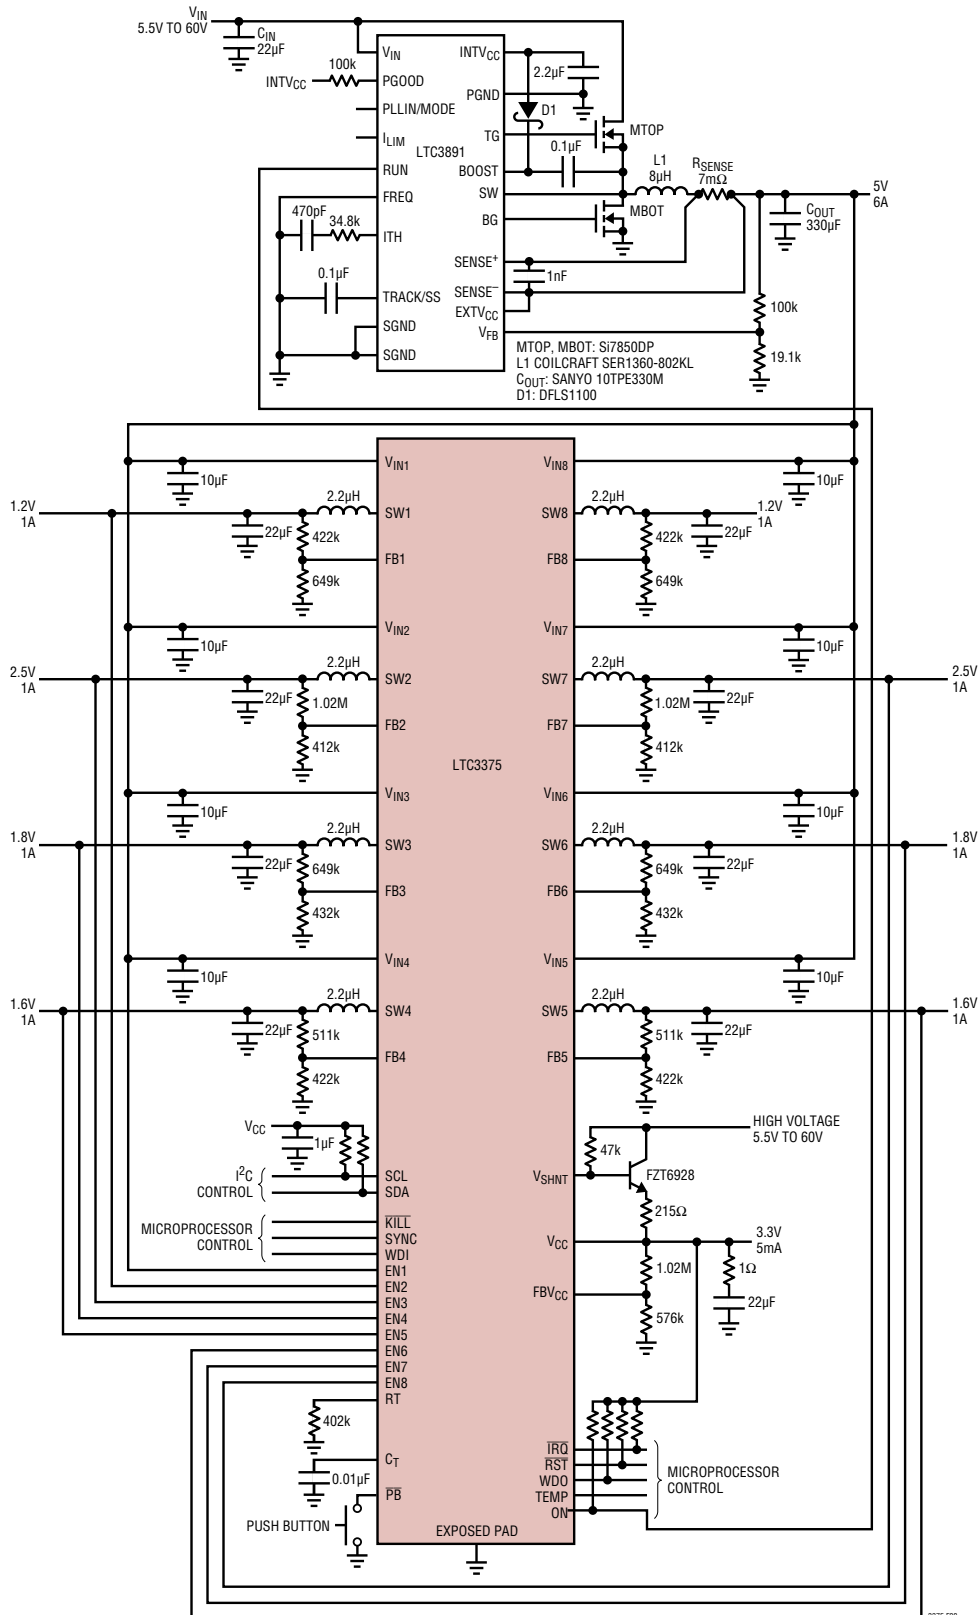 VIN
5.5V TO 60V
CIN
22µF
100k
INTVCC
VIN
PGOOD
PLLIN/MODE
ILIM
LTC3891
RUN
FREQ
470pF
34.8k
ITH
0.1µF
TRACK/SS
SGND
SGND
INTVCC
2.2µF
PGND
D1
TG
MTOP
0.1µF
BOOST
L1
8µH
RSENSE
7mΩ
SW
5V
6A
MBOT
BG
COUT
330µF
SENSE+
1nF
SENSE–
EXTVCC
100k
VFB
19.1k
MTOP, MBOT: Si7850DP
L1 COILCRAFT SER1360-802KL
COUT: SANYO 10TPE330M
D1: DFLS1100
VIN1
VIN8
10µF
10µF
2.2µH
2.2µH
1.2V
1A
SW1
SW8
1.2V
1A
22µF
422k
422k
22µF
FB1
FB8
649k
649k
VIN2
VIN7
10µF
10µF
2.2µH
2.2µH
2.5V
1A
SW2
SW7
2.5V
1A
22µF
1.02M
1.02M
22µF
FB2
FB7
412k
412k
LTC3375
VIN3
VIN6
10µF
10µF
2.2µH
2.2µH
1.8V
1A
SW3
SW6
1.8V
1A
22µF
649k
649k
22µF
FB3
FB6
432k
432k
VIN4
VIN5
10µF
10µF
2.2µH
2.2µH
1.6V
1A
SW4
SW5
1.6V
1A
22µF
511k
511k
22µF
FB4
FB5
422k
422k
VCC
1µF
I2C
CONTROL
SCL
SDA
MICROPROCESSOR
CONTROL
KILL
SYNC
WDI
EN1
EN2
EN3
EN4
EN5
EN6
EN7
EN8
RT
402k
CT
0.01µF
PB
PUSH BUTTON
HIGH VOLTAGE
5.5V TO 60V
47k
VSHNT
FZT6928
215Ω
VCC
3.3V
5mA
1.02M
1Ω
FBVCC
22µF
576k
IRQ
RST
WDO
TEMP
ON
MICROPROCESSOR
CONTROL
EXPOSED PAD